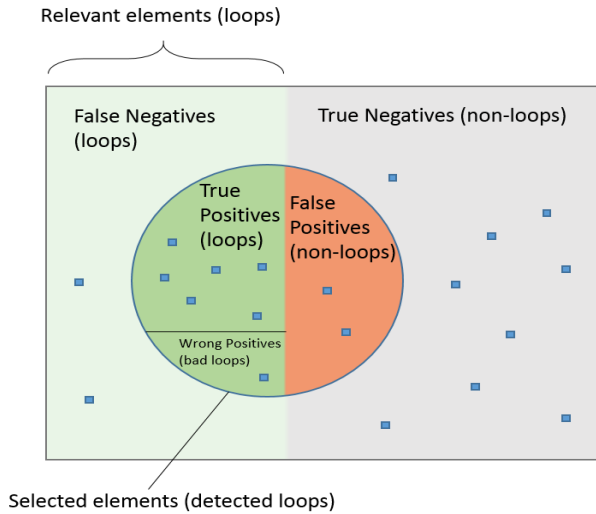 Relevant elements (loops)
False Negatives
(loops)
True Negatives (non-loops)
True
Positives
(loops)
False
Positives
(non-loops)
Wrong Positives
(bad loops)
Selected elements (detected loops)